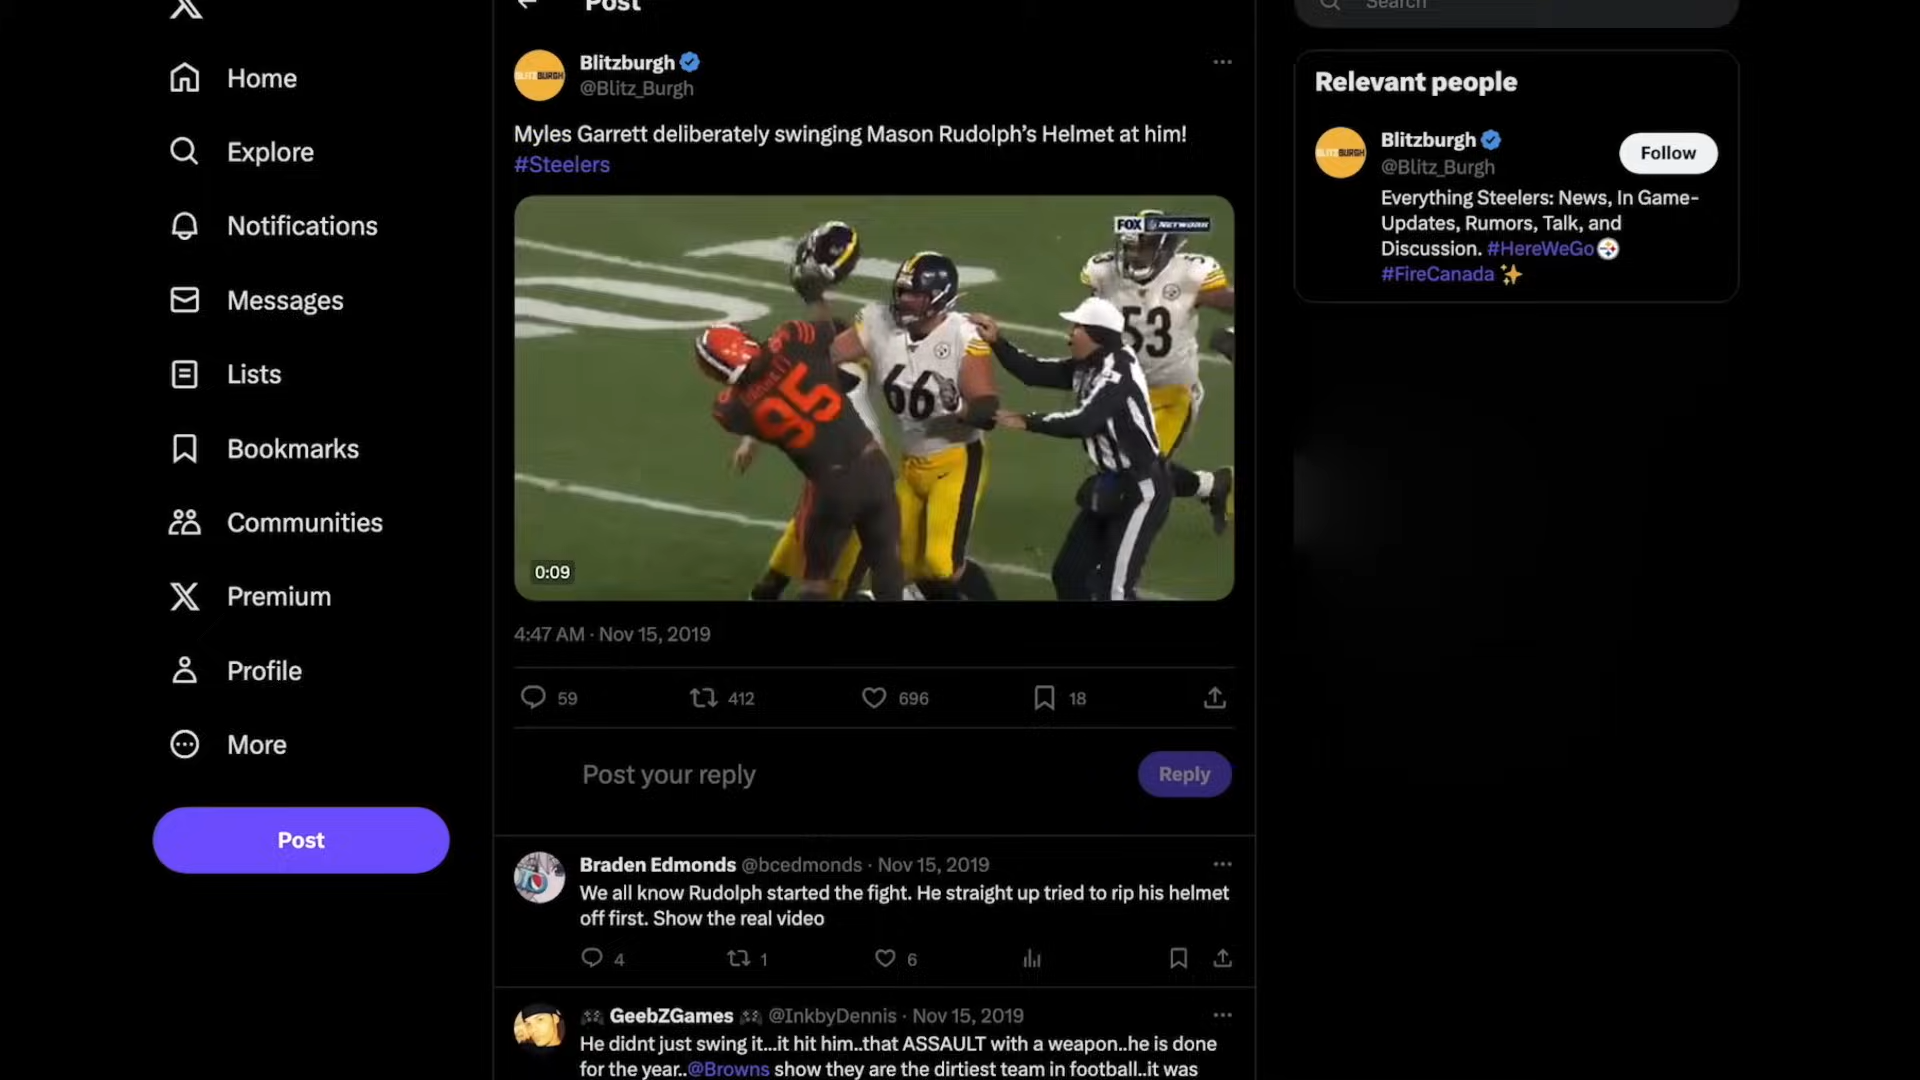 Post
Search
Home
Explore
Notifications
Messages
Lists
Bookmarks
Communities
Premium
Profile
More
Post
Blitzburgh
@Blitz_Burgh
Myles Garrett deliberately swinging Mason Rudolph's Helmet at him!
#Steelers
FOX NETWORK
95
66
53
0:09
4:47 AM · Nov 15, 2019
59
412
696
18
Post your reply
Reply
Braden Edmonds @bcedmonds · Nov 15, 2019
We all know Rudolph started the fight. He straight up tried to rip his helmet
off first. Show the real video
4
1
6
GeebZGames @InkbyDennis · Nov 15, 2019
He didnt just swing it...it hit him..that ASSAULT with a weapon..he is done
for the year..@Browns show they are the dirtiest team in football..it was
Relevant people
Blitzburgh
@Blitz_Burgh
Follow
Everything Steelers: News, In Game-
Updates, Rumors, Talk, and
Discussion. #HereWeGo
#FireCanada